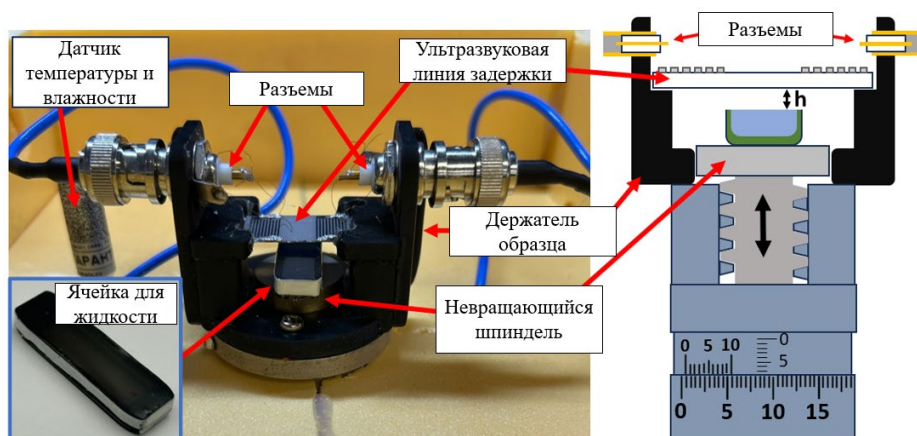 Датчик
температуры и
влажности
Разъемы
Ультразвуковая
линия задержки
Разъемы
h
Держатель
образца
АРАНТ
Ячейка для
жидкости
Невращающийся
шпиндель
0 5 10
0
5
0 5 10 15